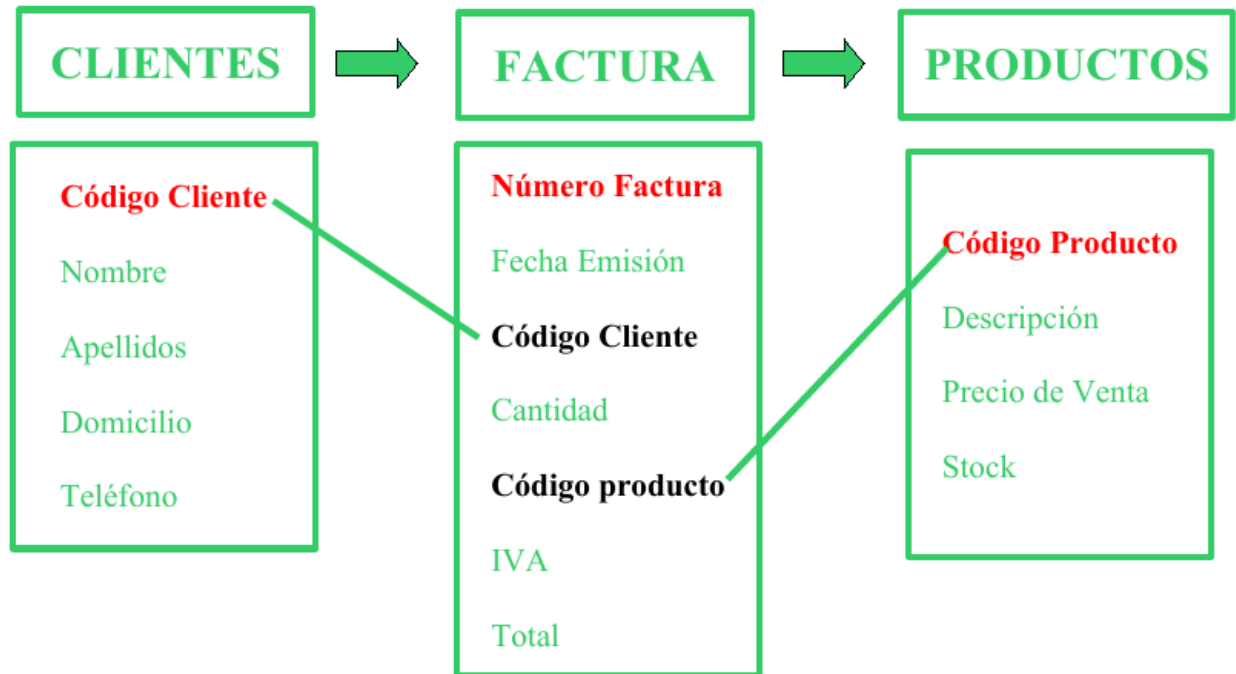 CLIENTES
FACTURA
PRODUCTOS
Código Cliente
Nombre
Apellidos
Domicilio
Teléfono
Número Factura
Fecha Emisión
Código Cliente
Cantidad
Código producto
IVA
Total
Código Producto
Descripción
Precio de Venta
Stock